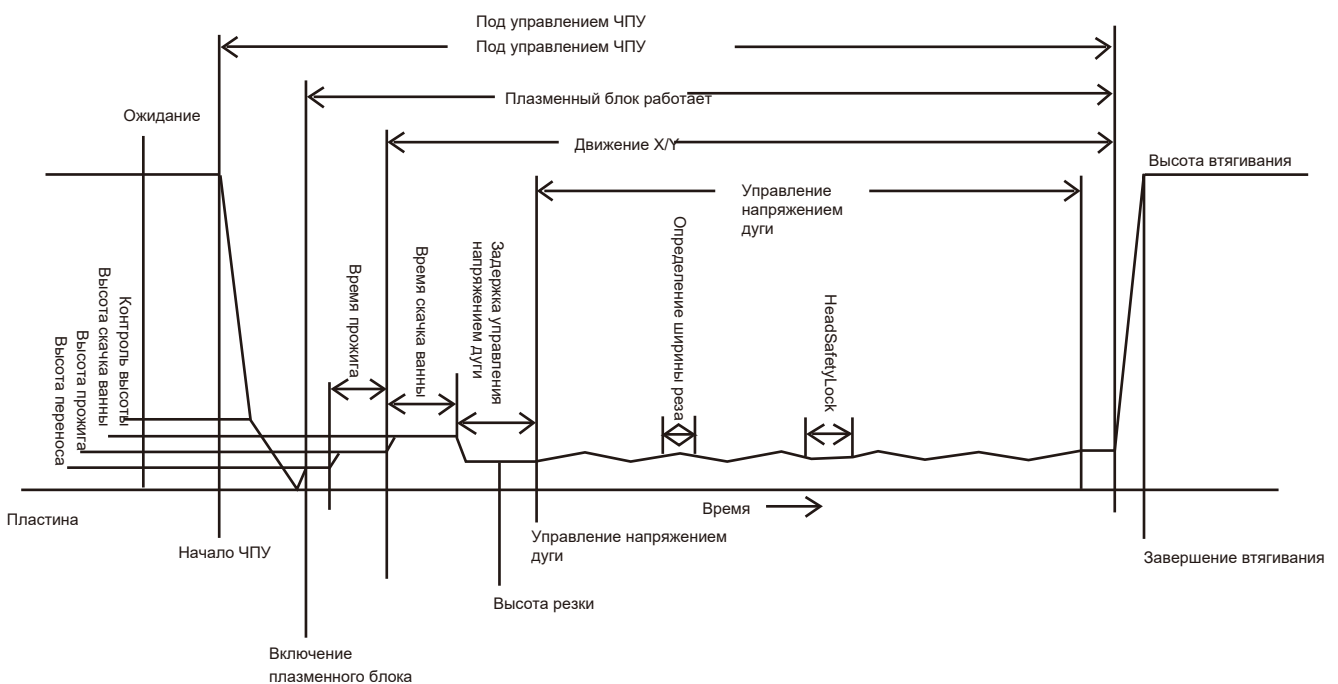 Под управлением ЧПУ
Под управлением ЧПУ
Плазменный блок работает
Ожидание
Движение X/Y
Высота втягивания
Управление
напряжением
дуги
Определение ширины реза
HeadSafetyLock
Задержка управления
напряжением дуги
Время скачка ванны
Время прожига
Контроль высоты
Высота скачка ванны
Высота прожига
Высота переноса
Время
Пластина
Начало ЧПУ
Управление напряжением
дуги
Завершение втягивания
Высота резки
Включение
плазменного блока